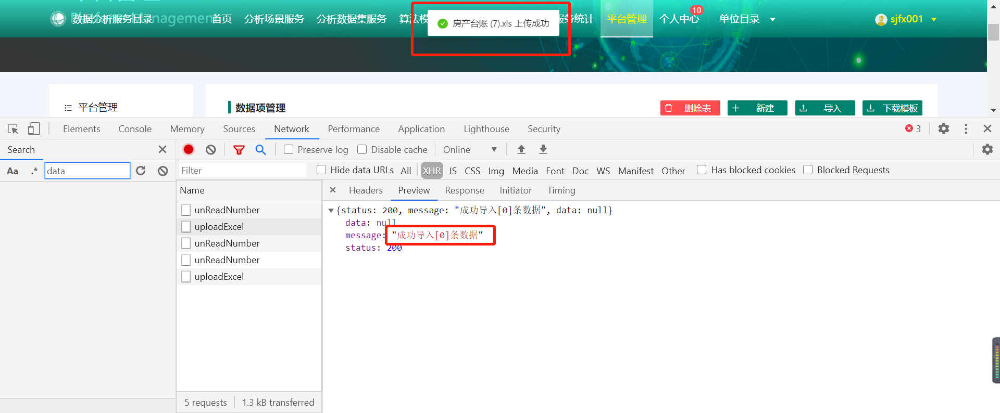 数据分析服务目录
首页
分析场景服务
分析数据集服务
算法模
房产台账 (7).xls 上传成功
服务统计
平台管理
个人中心
10
单位目录
sjfx001
平台管理
数据项管理
删除表
新建
导入
下载模板
Elements Console Memory Sources Network Performance Application Lighthouse Security
3
Search
Preserve log Disable cache Online
Aa .* data
Filter
Hide data URLs All XHR JS CSS Img Media Font Doc WS Manifest Other Has blocked cookies Blocked Requests
Name
Headers Preview Response Initiator Timing
unReadNumber
uploadExcel
unReadNumber
unReadNumber
uploadExcel
{status: 200, message: "成功导入[0]条数据", data: null}
data: null
message: "成功导入[0]条数据"
status: 200
5 requests 1.3 kB transferred